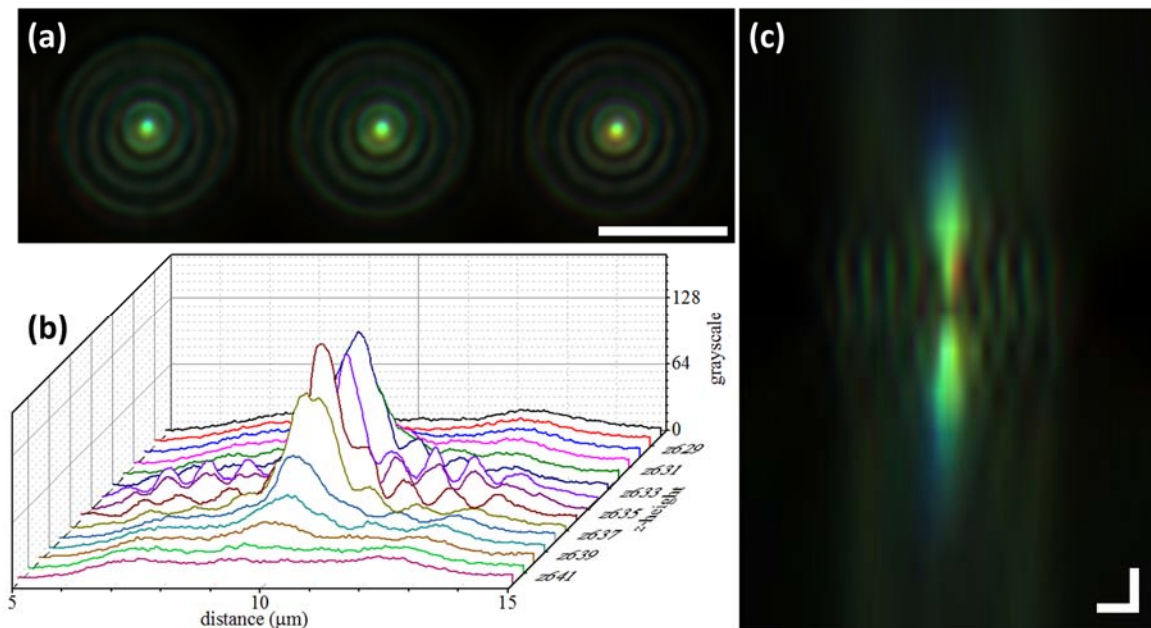 (a)
(b)
128
64
0
grayscale
z629
z631
z633
z635
z637
z639
z641
z-height
5
10
15
distance (μm)
(c)